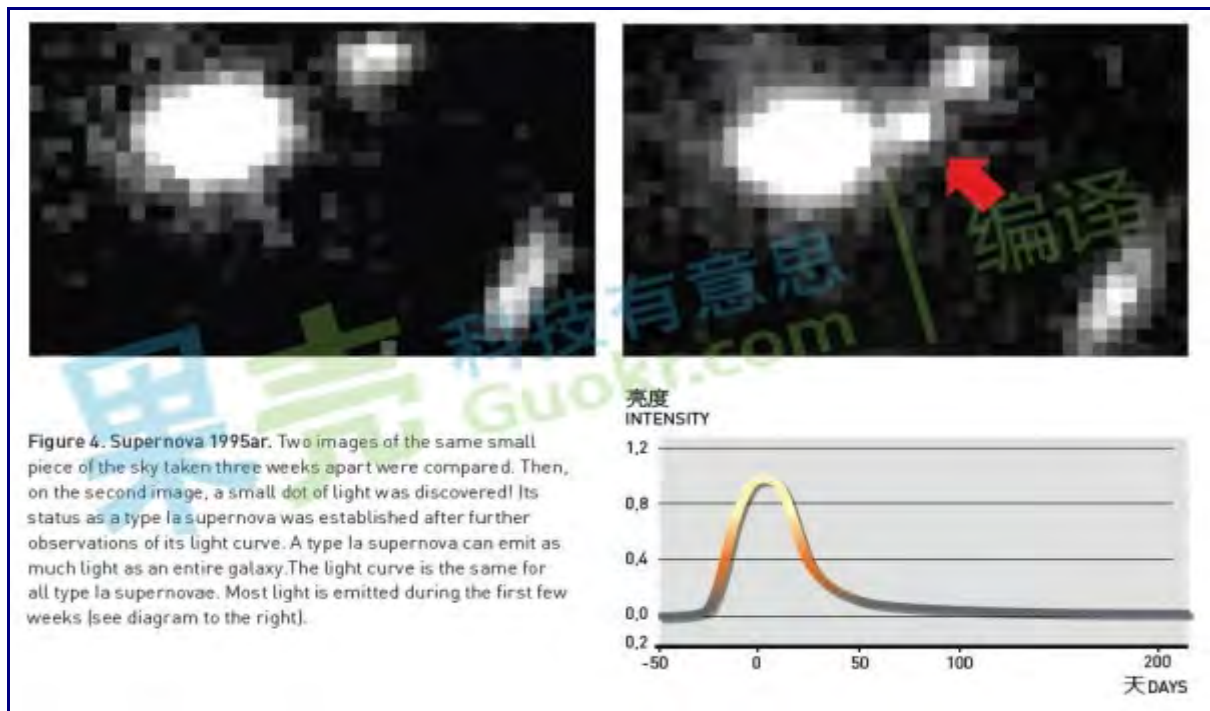 果壳 科技有意思
Guokr.com
编译
Figure 4. Supernova 1995ar. Two images of the same small
piece of the sky taken three weeks apart were compared. Then,
on the second image, a small dot of light was discovered! Its
status as a type Ia supernova was established after further
observations of its light curve. A type Ia supernova can emit as
much light as an entire galaxy.The light curve is the same for
all type Ia supernovae. Most light is emitted during the first few
weeks (see diagram to the right).
亮度
INTENSITY
1,2
0,8
0,4
0,0
0,2
-50 0 50 100 200
天 DAYS